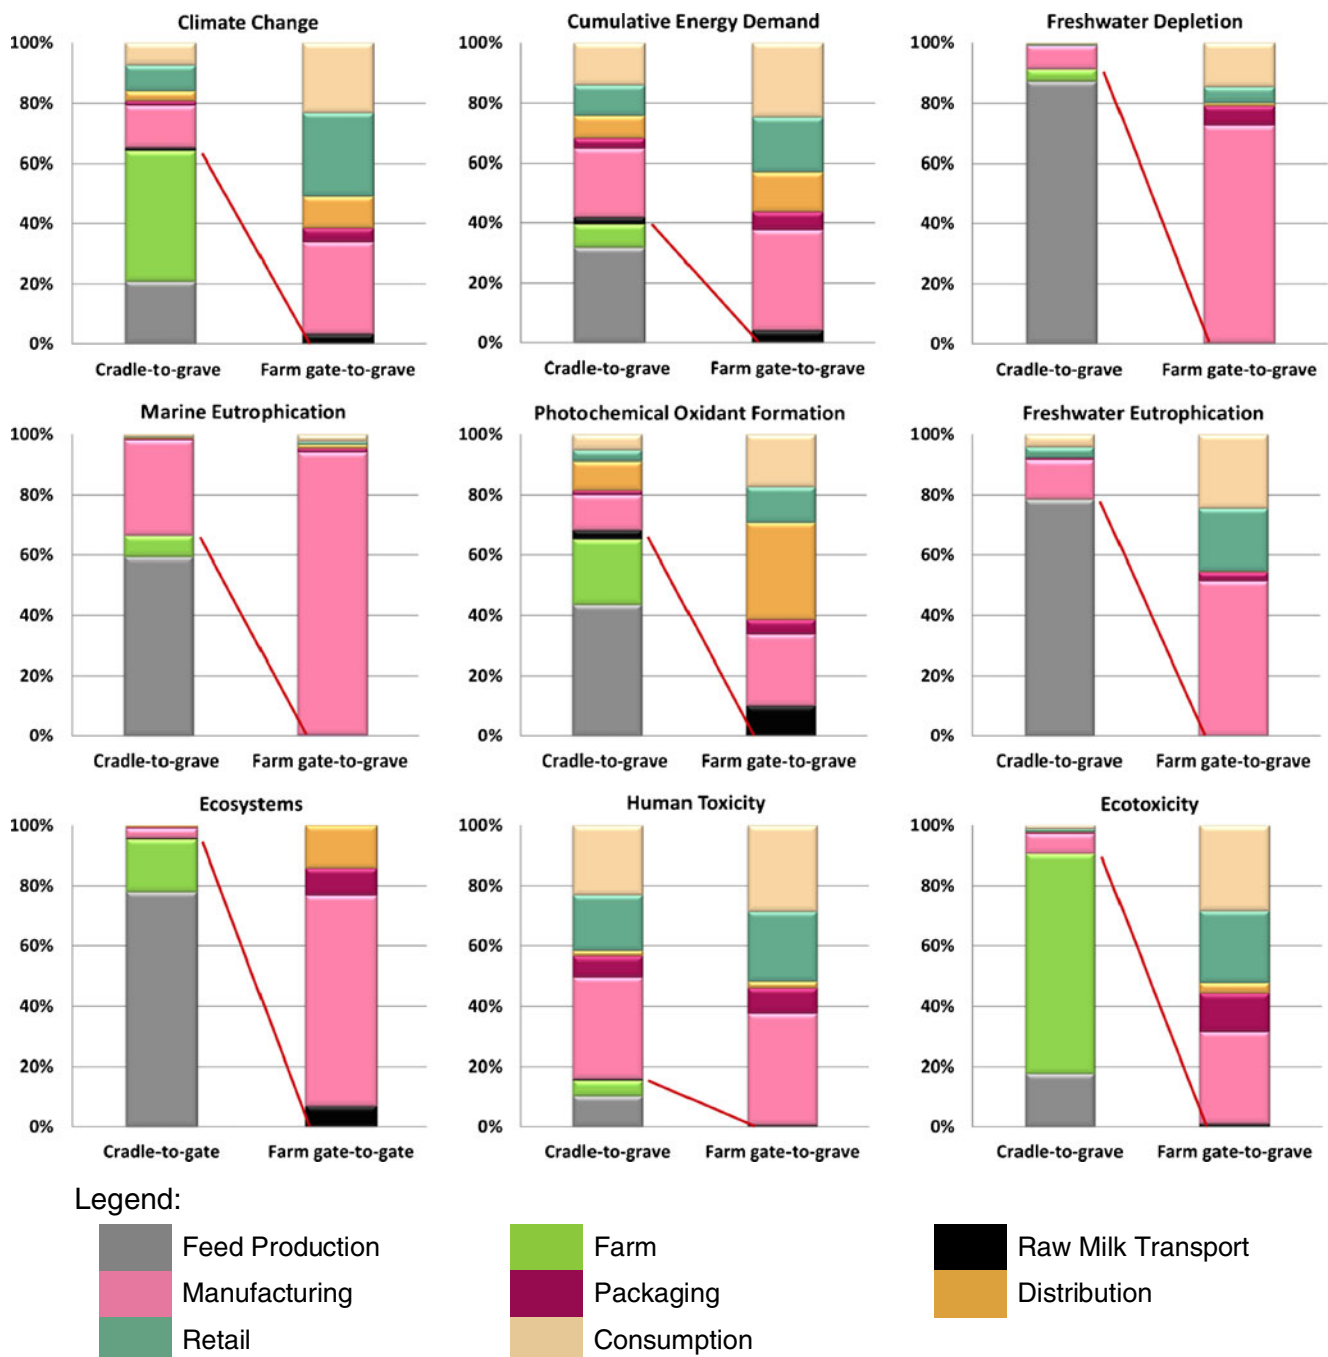 Climate Change
100%
80%
60%
40%
20%
0%
Cradle-to-grave Farm gate-to-grave
Cumulative Energy Demand
100%
80%
60%
40%
20%
0%
Cradle-to-grave Farm gate-to-grave
Freshwater Depletion
100%
80%
60%
40%
20%
0%
Cradle-to-grave Farm gate-to-grave
Marine Eutrophication
100%
80%
60%
40%
20%
0%
Cradle-to-grave Farm gate-to-grave
Photochemical Oxidant Formation
100%
80%
60%
40%
20%
0%
Cradle-to-grave Farm gate-to-grave
Freshwater Eutrophication
100%
80%
60%
40%
20%
0%
Cradle-to-grave Farm gate-to-grave
Ecosystems
100%
80%
60%
40%
20%
0%
Cradle-to-gate Farm gate-to-gate
Human Toxicity
100%
80%
60%
40%
20%
0%
Cradle-to-grave Farm gate-to-grave
Ecotoxicity
100%
80%
60%
40%
20%
0%
Cradle-to-grave Farm gate-to-grave
Legend:
Feed Production Farm Raw Milk Transport
Manufacturing Packaging Distribution
Retail Consumption